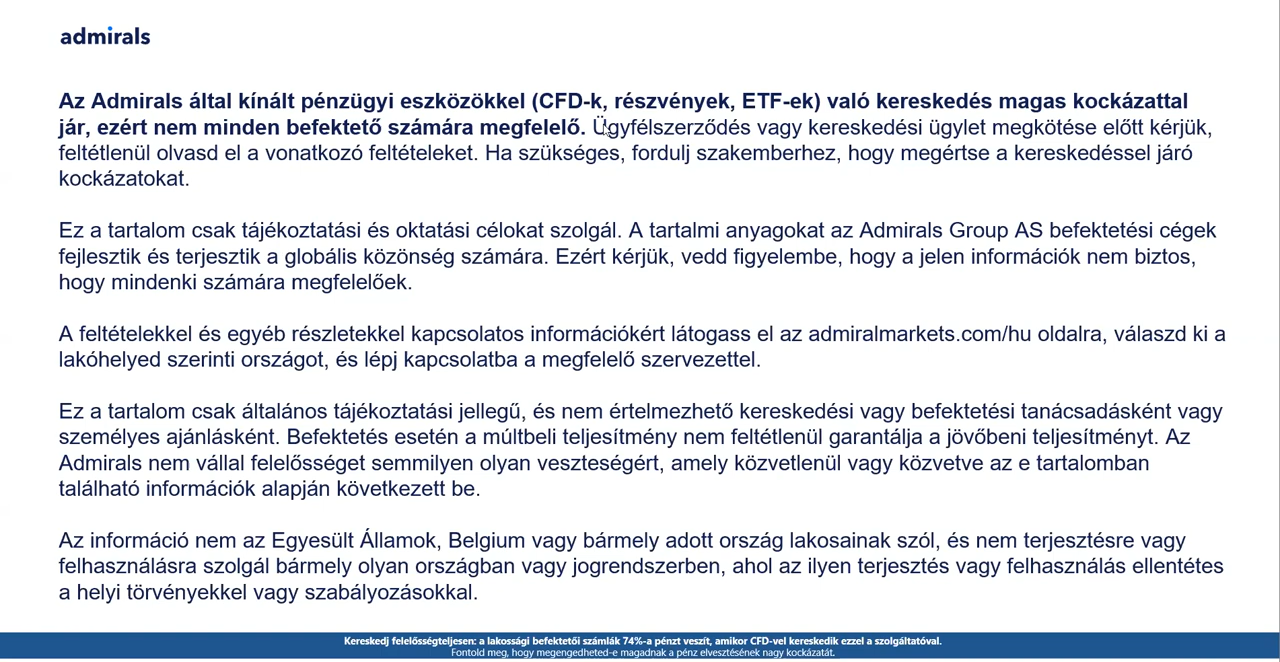 admirals
Az Admirals által kínált pénzügyi eszközökkel (CFD-k, részvények, ETF-ek) való kereskedés magas kockázattal
jár, ezért nem minden befektető számára megfelelő. Ügyfélszerződés vagy kereskedési ügylet megkötése előtt kérjük,
feltétlenül olvasd el a vonatkozó feltételeket. Ha szükséges, fordulj szakemberhez, hogy megértse a kereskedéssel járó
kockázatokat.
Ez a tartalom csak tájékoztatási és oktatási célokat szolgál. A tartalmi anyagokat az Admirals Group AS befektetési cégek
fejlesztik és terjesztik a globális közönség számára. Ezért kérjük, vedd figyelembe, hogy a jelen információk nem biztos,
hogy mindenki számára megfelelőek.
A feltételekkel és egyéb részletekkel kapcsolatos információkért látogass el az admiralmarkets.com/hu oldalra, válaszd ki a
lakóhelyed szerinti országot, és lépj kapcsolatba a megfelelő szervezettel.
Ez a tartalom csak általános tájékoztatási jellegű, és nem értelmezhető kereskedési vagy befektetési tanácsadásként vagy
személyes ajánlásként. Befektetés esetén a múltbeli teljesítmény nem feltétlenül garantálja a jövőbeni teljesítményt. Az
Admirals nem vállal felelősséget semmilyen olyan veszteségért, amely közvetlenül vagy közvetve az e tartalomban
található információk alapján következett be.
Az információ nem az Egyesült Államok, Belgium vagy bármely adott ország lakosainak szól, és nem terjesztésre vagy
felhasználásra szolgál bármely olyan országban vagy jogrendszerben, ahol az ilyen terjesztés vagy felhasználás ellentétes
a helyi törvényekkel vagy szabályozásokkal.
Kereskedj felelősségteljesen: a lakossági befektetői számlák 74%-a pénzt veszít, amikor CFD-vel kereskedik ezzel a szolgáltatóval.
Fontold meg, hogy megengedheted-e magadnak a pénz elvesztésének nagy kockázatát.